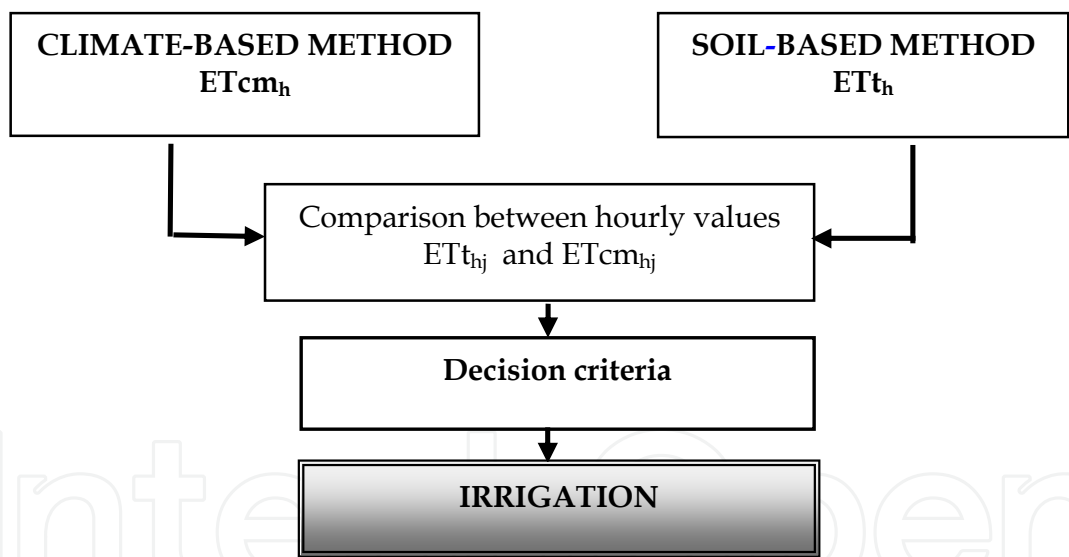 CLIMATE-BASED METHOD
ETcmh
SOIL-BASED METHOD
ETth
Comparison between hourly values
ETthj and ETcmhj
Decision criteria
IRRIGATION